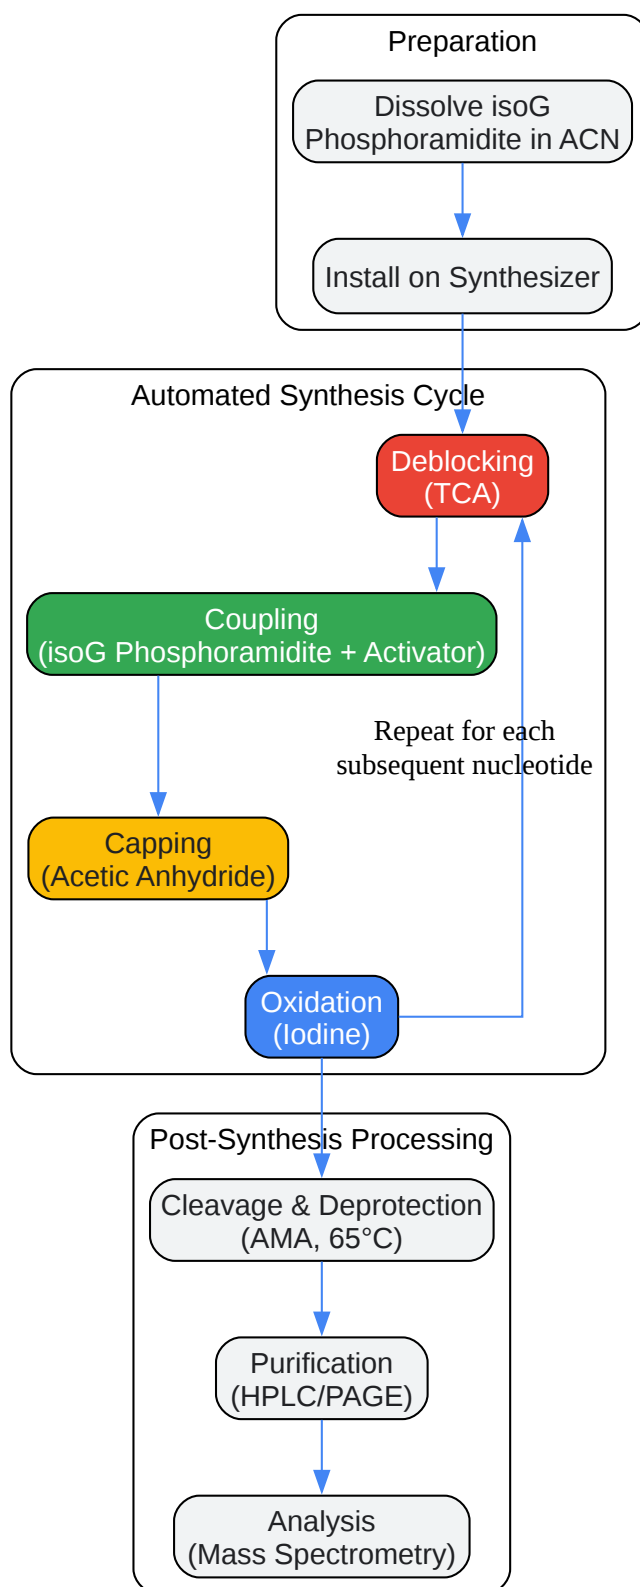 Preparation
Dissolve isoG
Phosphoramidite in ACN
Install on Synthesizer
Automated Synthesis Cycle
Deblocking
(TCA)
Coupling
(isoG Phosphoramidite + Activator)
Repeat for each
subsequent nucleotide
Capping
(Acetic Anhydride)
Oxidation
(Iodine)
Post-Synthesis Processing
Cleavage & Deprotection
(AMA, 65°C)
Purification
(HPLC/PAGE)
Analysis
(Mass Spectrometry)